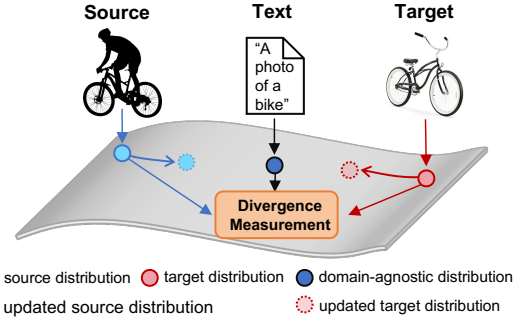 Source Text Target
“A
photo
of a
bike”
Divergence
Measurement
source distribution target distribution domain-agnostic distribution
updated source distribution updated target distribution